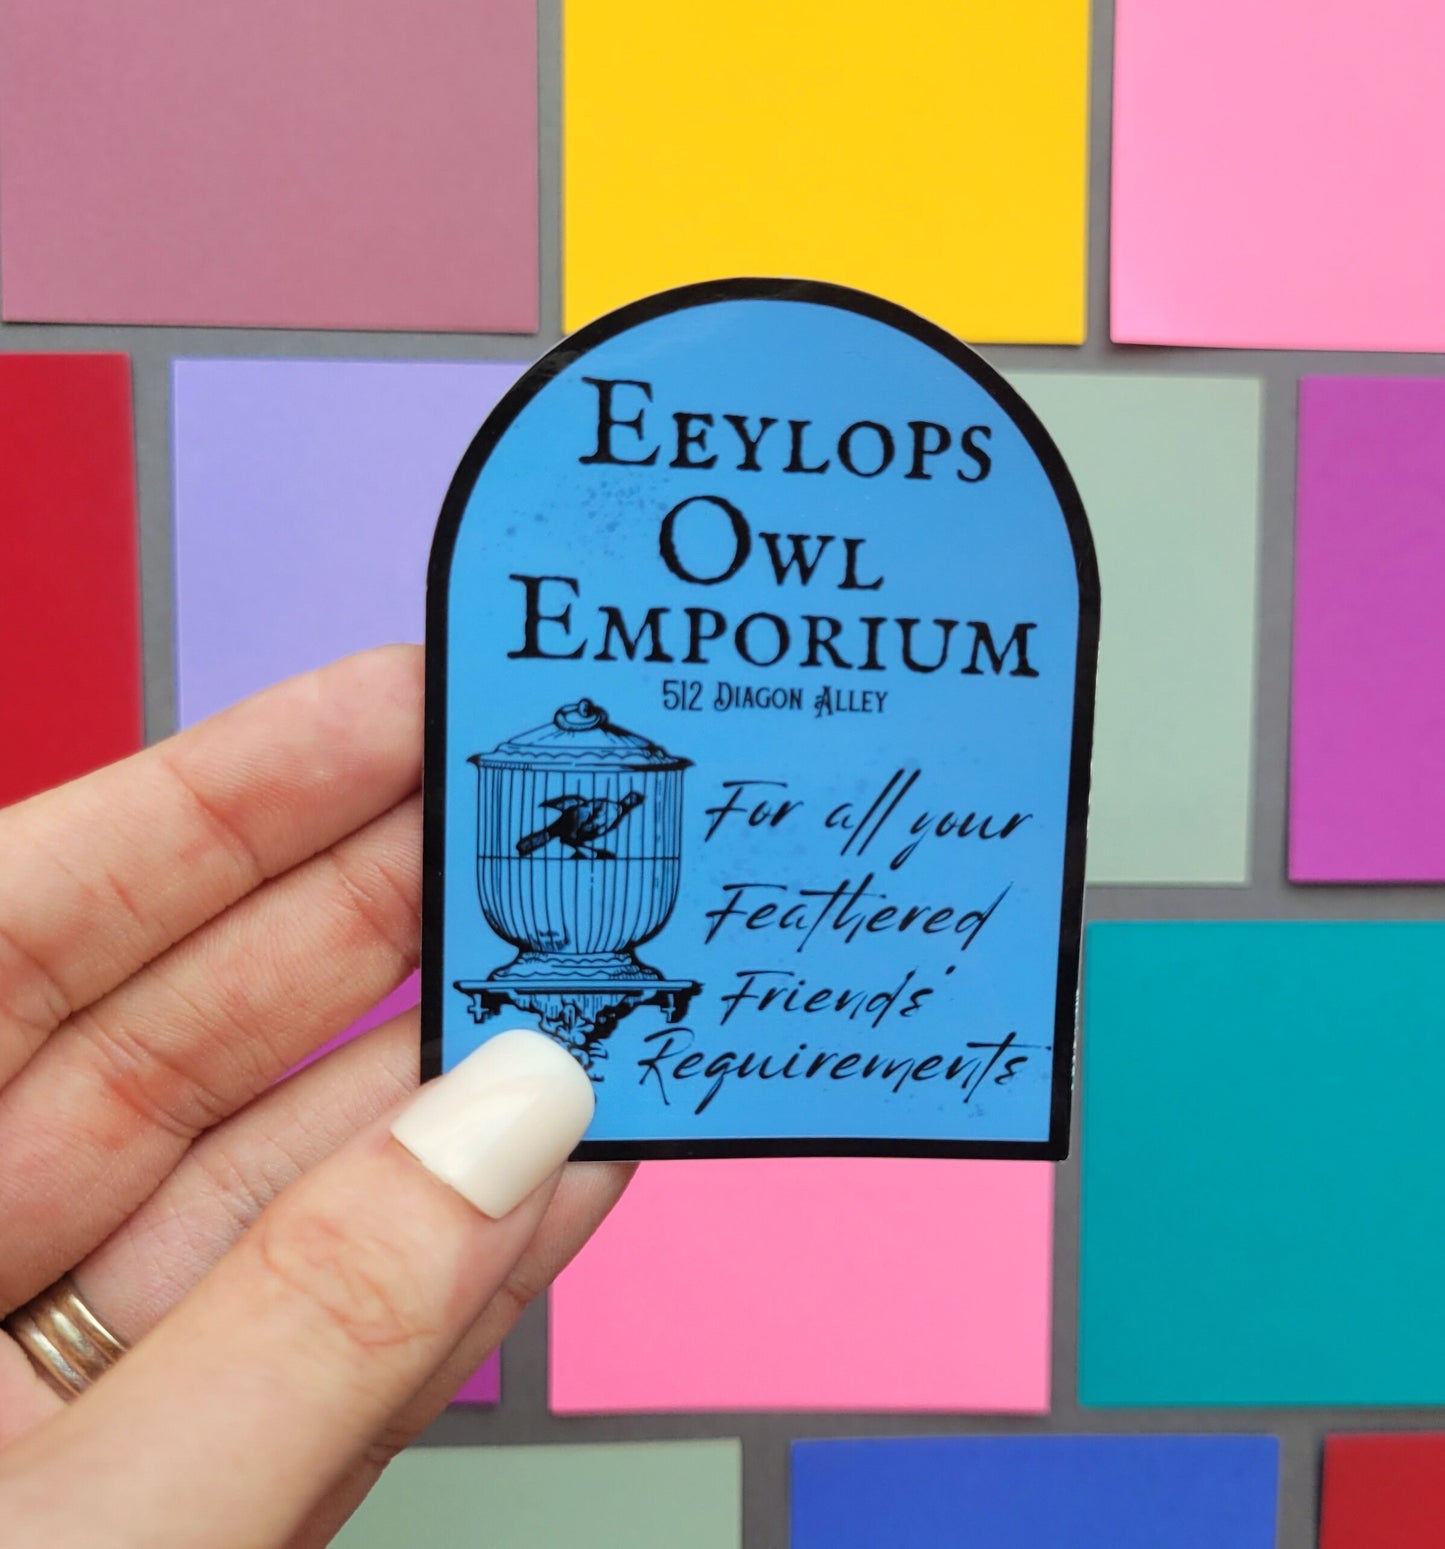 Eeylops
Owl
Emporium
512 Diagon Alley
For all your
Feathered
Friends'
Requirements